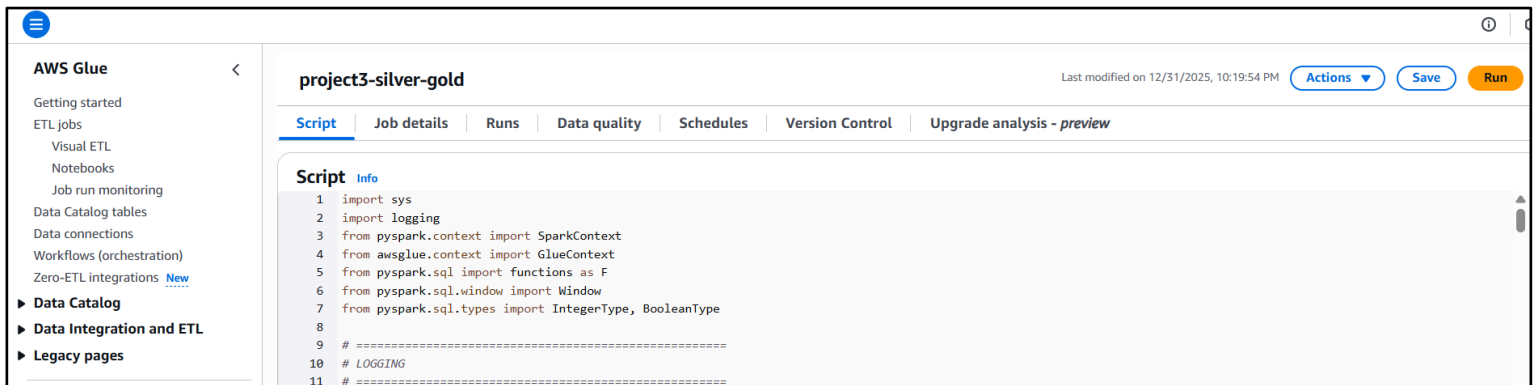 AWS Glue
Getting started
ETL jobs
Visual ETL
Notebooks
Job run monitoring
Data Catalog tables
Data connections
Workflows (orchestration)
Zero-ETL integrations New
Data Catalog
Data Integration and ETL
Legacy pages
project3-silver-gold
Last modified on 12/31/2025, 10:19:54 PM
Actions
Save
Run
Script
Job details
Runs
Data quality
Schedules
Version Control
Upgrade analysis - preview
Script Info
1 import sys
2 import logging
3 from pyspark.context import SparkContext
4 from awsglue.context import GlueContext
5 from pyspark.sql import functions as F
6 from pyspark.sql.window import Window
7 from pyspark.sql.types import IntegerType, BooleanType
8
9 # =====================================================
10 # LOGGING
11 # =====================================================